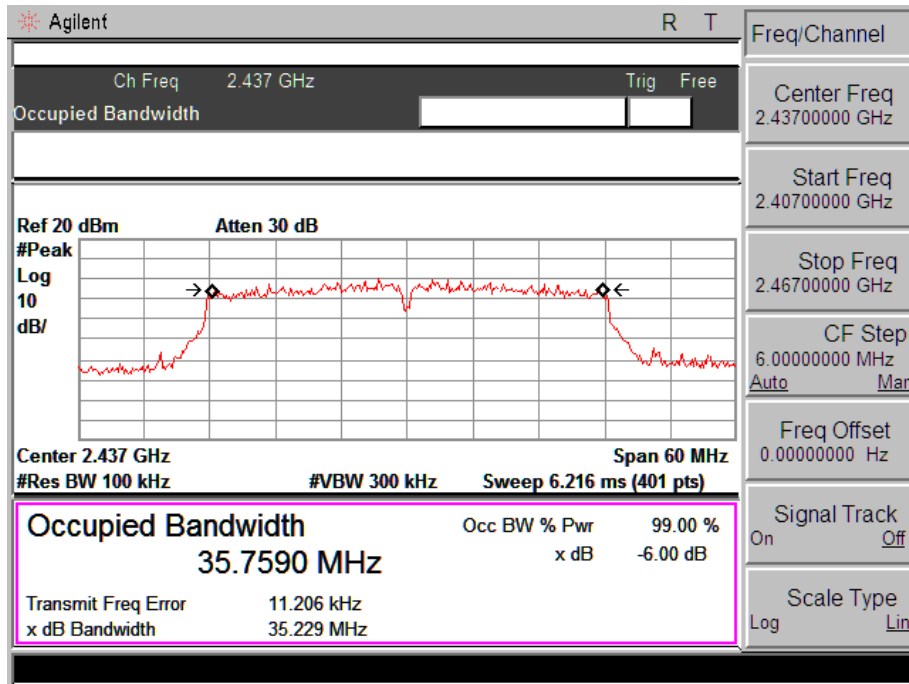 Agilent R T
Freq/Channel
Ch Freq 2.437 GHz Trig Free
Occupied Bandwidth
Center Freq
2.43700000 GHz
Start Freq
2.40700000 GHz
Stop Freq
2.46700000 GHz
CF Step
6.00000000 MHz
Auto Man
Freq Offset
0.00000000 Hz
Signal Track
On Off
Scale Type
Log Lin
Ref 20 dBm Atten 30 dB
#Peak
Log
10
dB/
Center 2.437 GHz Span 60 MHz
#Res BW 100 kHz #VBW 300 kHz Sweep 6.216 ms (401 pts)
Occupied Bandwidth Occ BW % Pwr 99.00 %
35.7590 MHz x dB -6.00 dB
Transmit Freq Error 11.206 kHz
x dB Bandwidth 35.229 MHz